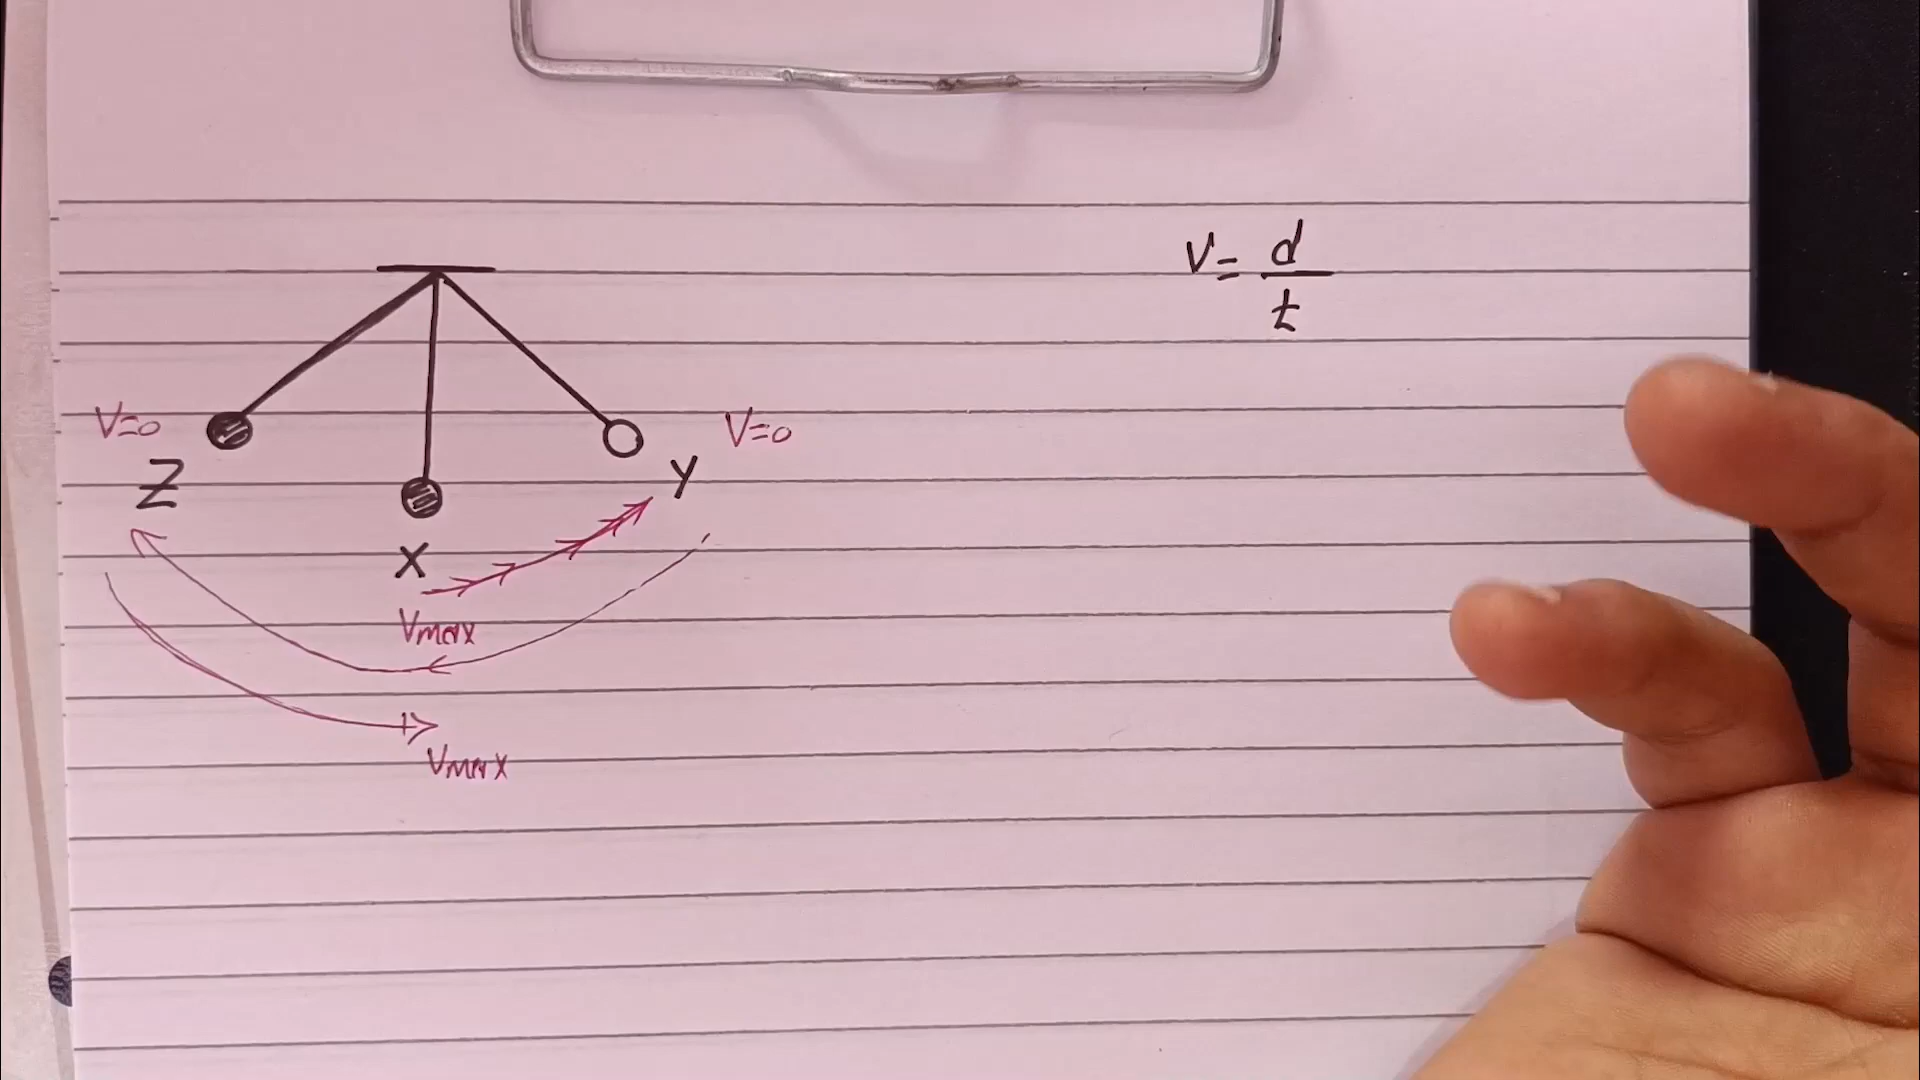 V = d/t
V=0
V=0
Z
Y
X
Vmax
Vmax